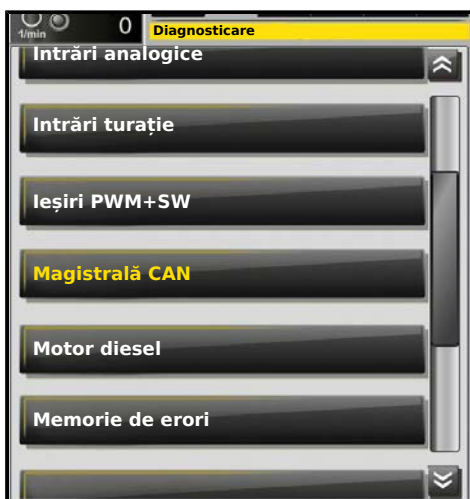 1/min 0 Diagnosticare
Intrări analogice
Intrări turație
Ieșiri PWM+SW
Magistrală CAN
Motor diesel
Memorie de erori